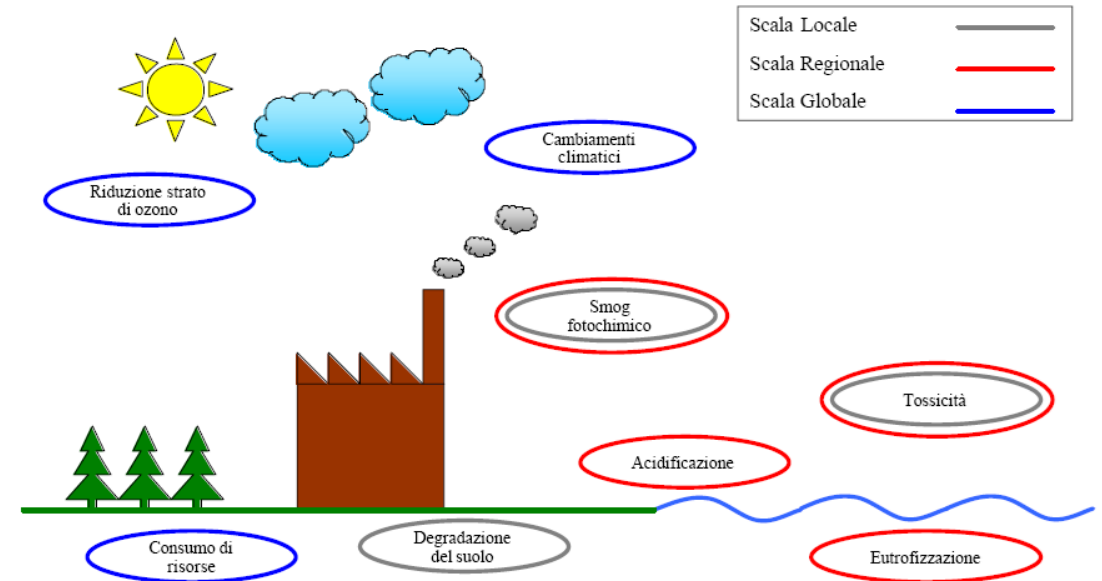 Scala Locale
Scala Regionale
Scala Globale
Cambiamenti
climatici
Riduzione strato
di ozono
Smog
fotochimico
Tossicità
Acidificazione
Degradazione
del suolo
Consumo di
risorse
Eutrofizzazione